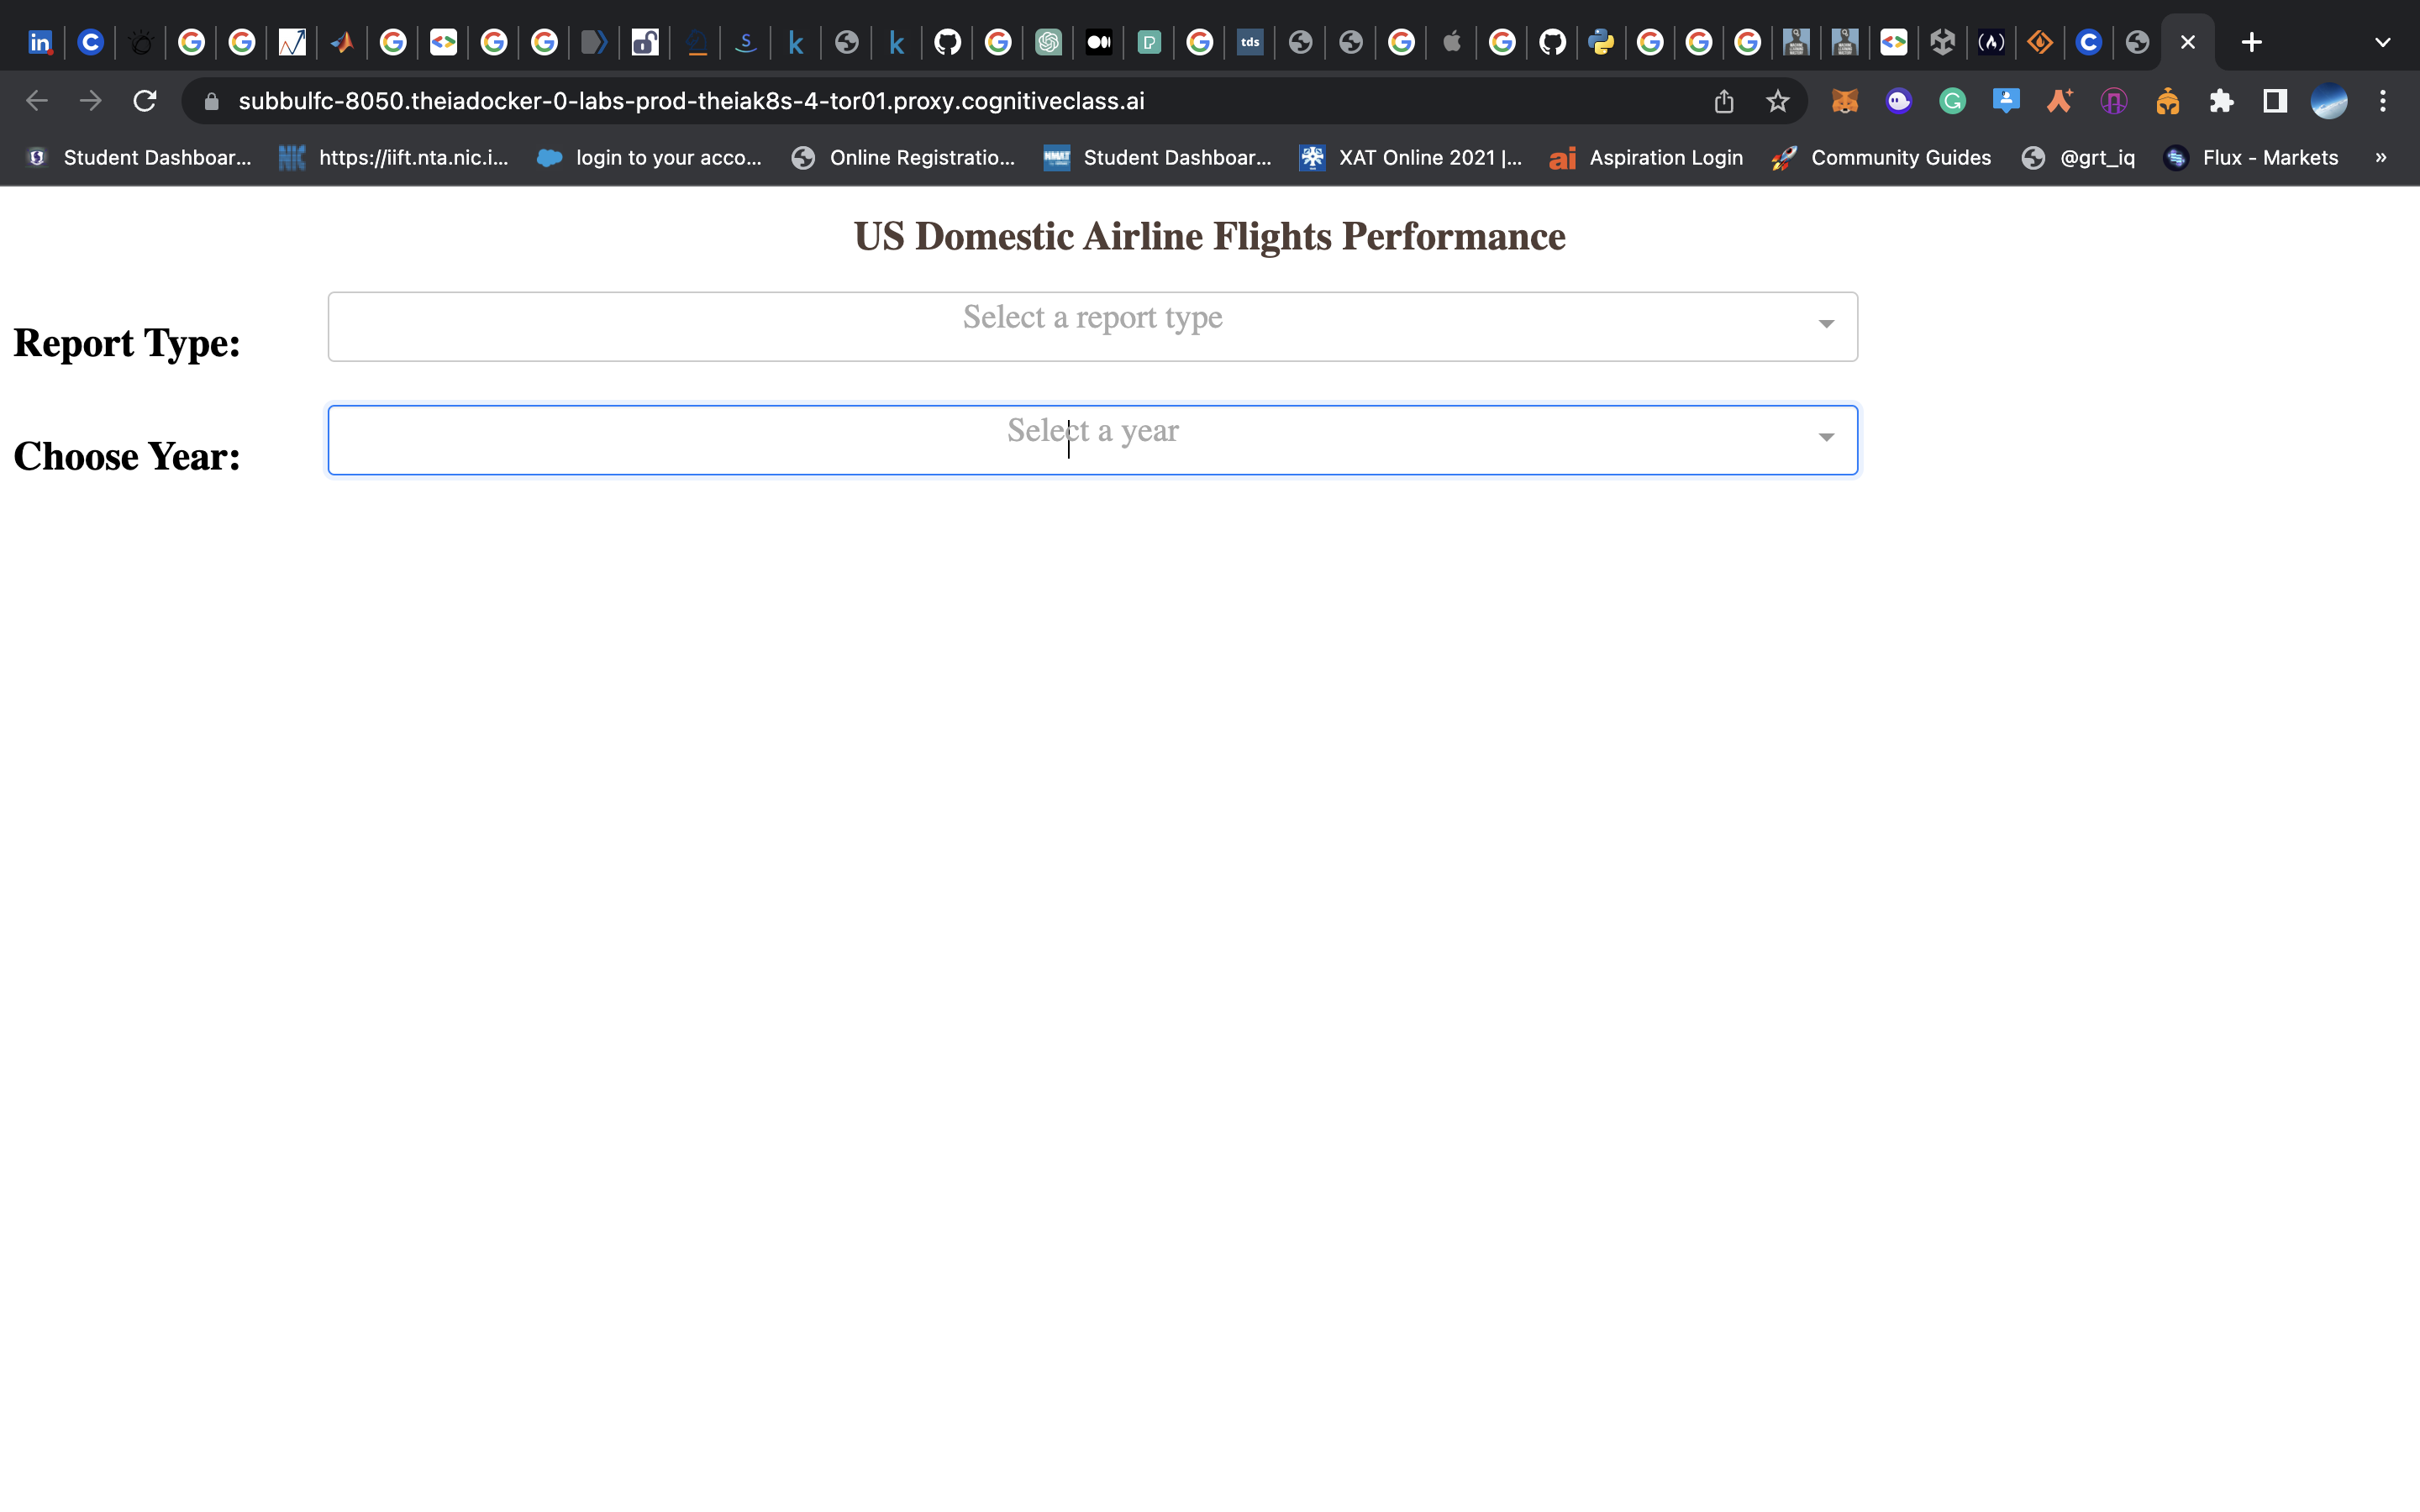 tds
subbulfc-8050.theiadocker-0-labs-prod-theiak8s-4-tor01.proxy.cognitiveclass.ai
Student Dashboar... https://iift.nta.nic.i... login to your acco... Online Registratio... Student Dashboar... XAT Online 2021 |... ai Aspiration Login Community Guides @grt_iq Flux - Markets »
US Domestic Airline Flights Performance
Report Type: Select a report type
Choose Year: Select a year